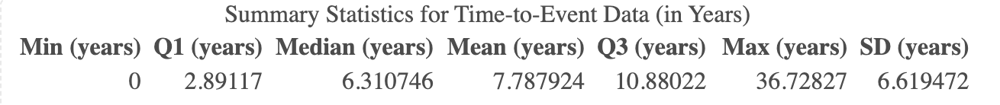 Summary Statistics for Time-to-Event Data (in Years)
Min (years) Q1 (years) Median (years) Mean (years) Q3 (years) Max (years) SD (years)
0 2.89117 6.310746 7.787924 10.88022 36.72827 6.619472